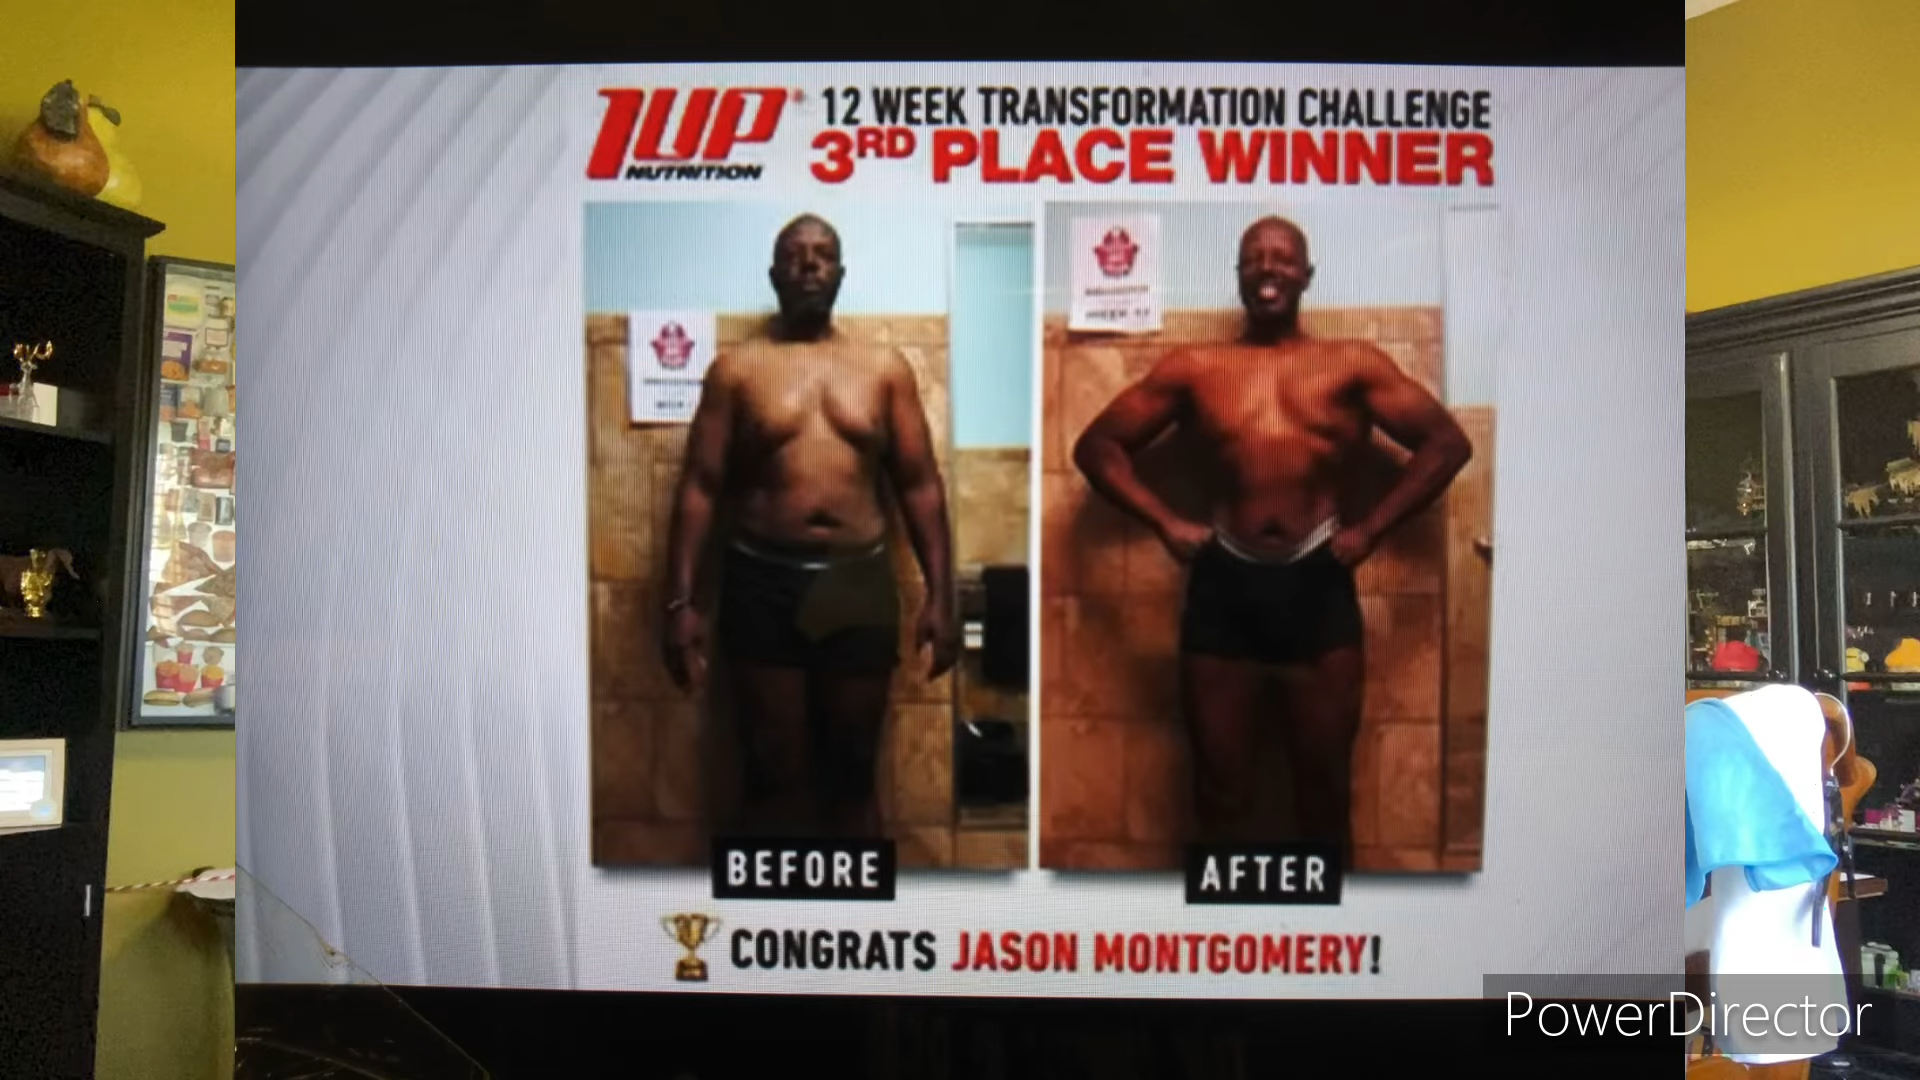 1UP® 12 WEEK TRANSFORMATION CHALLENGE
NUTRITION 3RD PLACE WINNER
BEFORE
AFTER
CONGRATS JASON MONTGOMERY!
PowerDirector